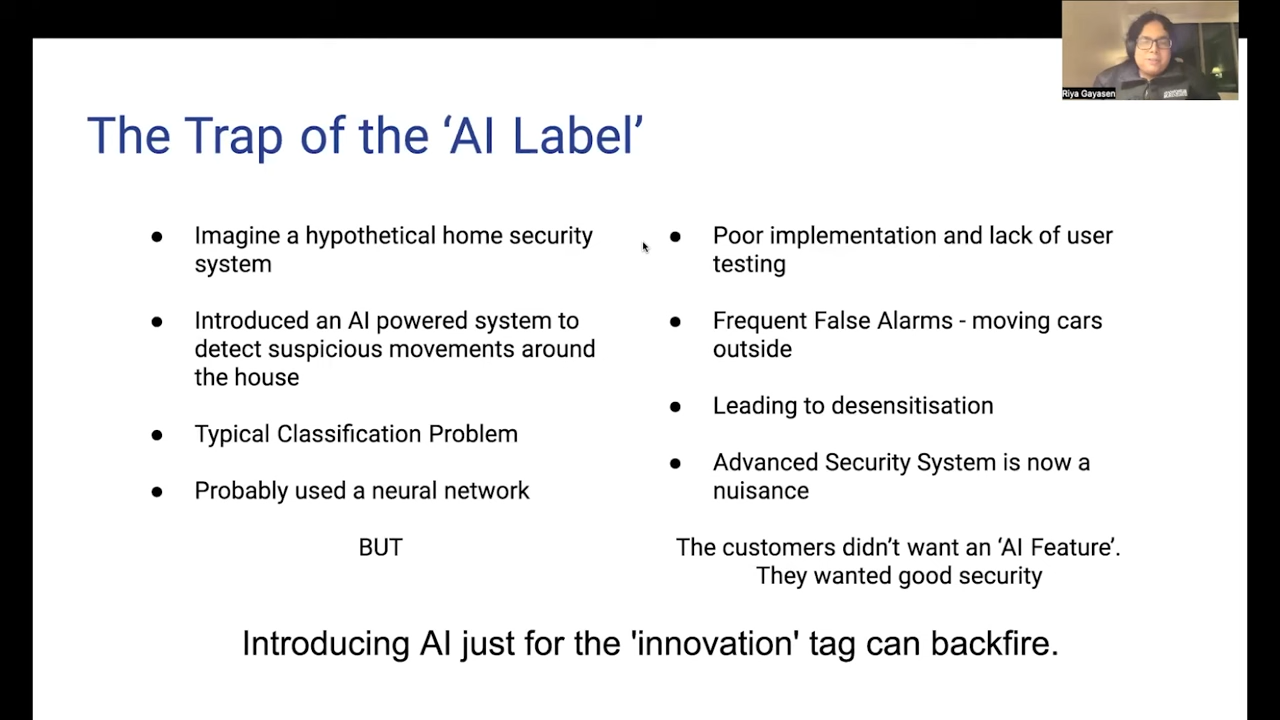 Riya Gayasen
The Trap of the ‘AI Label’
● Imagine a hypothetical home security
system
● Introduced an AI powered system to
detect suspicious movements around
the house
● Typical Classification Problem
● Probably used a neural network
BUT
● Poor implementation and lack of user
testing
● Frequent False Alarms - moving cars
outside
● Leading to desensitisation
● Advanced Security System is now a
nuisance
The customers didn’t want an ‘AI Feature’.
They wanted good security
Introducing AI just for the 'innovation' tag can backfire.